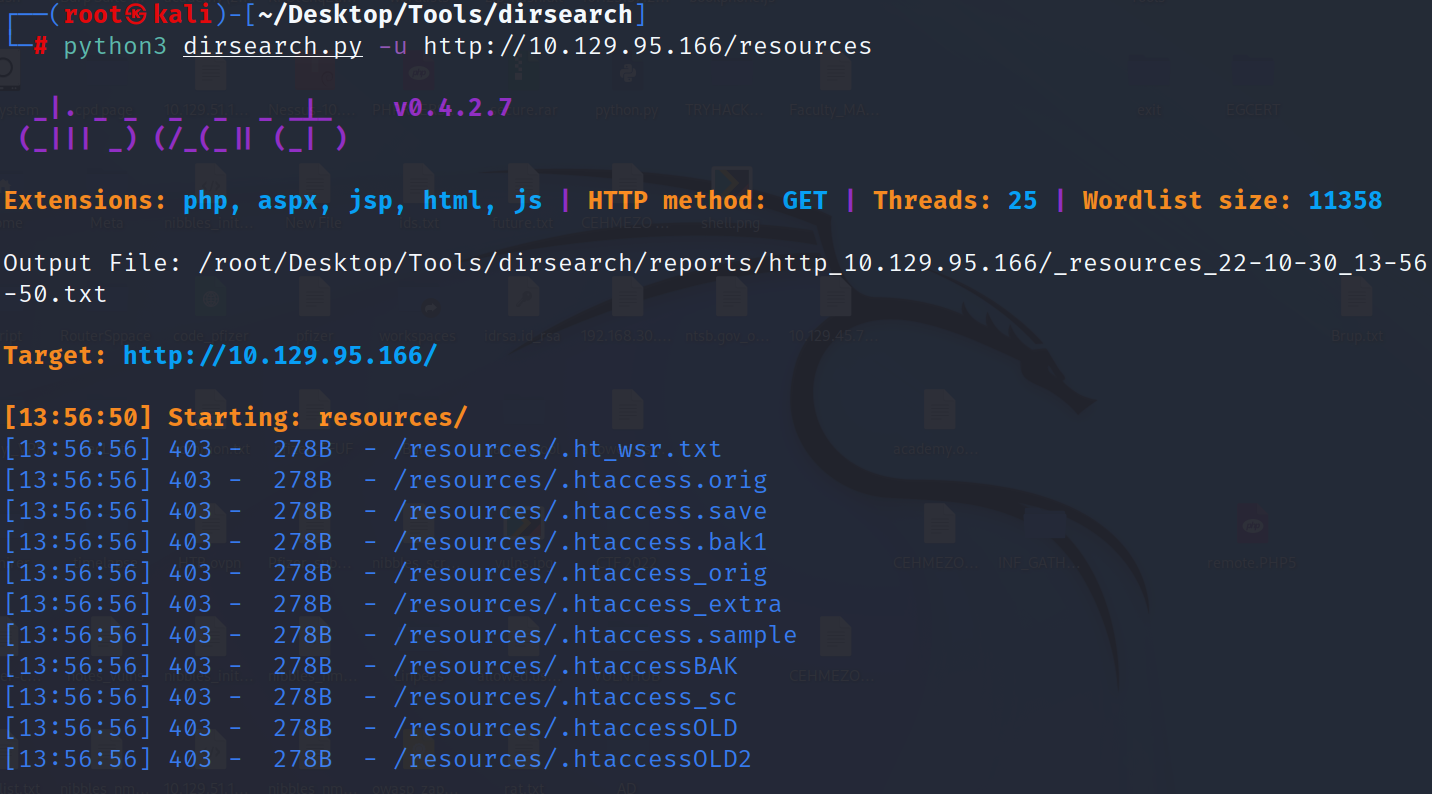 ┌──(root㉿kali)-[~/Desktop/Tools/dirsearch]
└─# python3 dirsearch.py -u http://10.129.95.166/resources
_|. _ _  _  _  _ _|_    v0.4.2.7
(_||| _) (/_(_|| (_| )
Extensions: php, aspx, jsp, html, js | HTTP method: GET | Threads: 25 | Wordlist size: 11358
Output File: /root/Desktop/Tools/dirsearch/reports/http_10.129.95.166/_resources_22-10-30_13-56
-50.txt
Target: http://10.129.95.166/
[13:56:50] Starting: resources/
[13:56:56] 403 -  278B  - /resources/.ht_wsr.txt
[13:56:56] 403 -  278B  - /resources/.htaccess.orig
[13:56:56] 403 -  278B  - /resources/.htaccess.save
[13:56:56] 403 -  278B  - /resources/.htaccess.bak1
[13:56:56] 403 -  278B  - /resources/.htaccess_orig
[13:56:56] 403 -  278B  - /resources/.htaccess_extra
[13:56:56] 403 -  278B  - /resources/.htaccess.sample
[13:56:56] 403 -  278B  - /resources/.htaccessBAK
[13:56:56] 403 -  278B  - /resources/.htaccess_sc
[13:56:56] 403 -  278B  - /resources/.htaccessOLD
[13:56:56] 403 -  278B  - /resources/.htaccessOLD2